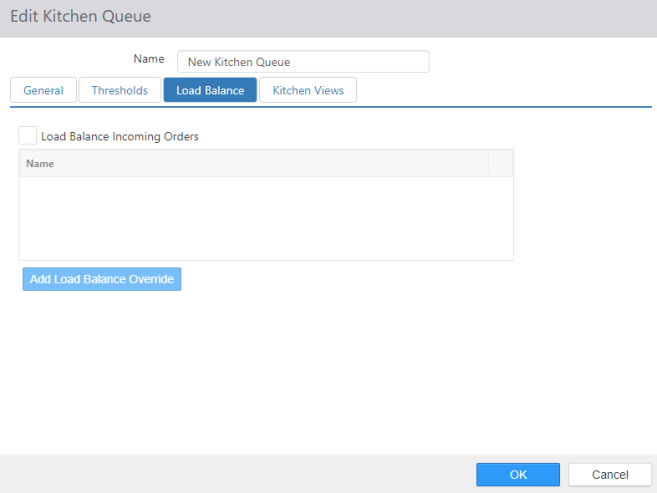 Edit Kitchen Queue
Name New Kitchen Queue
General Thresholds Load Balance Kitchen Views
Load Balance Incoming Orders
Name
Add Load Balance Override
OK Cancel